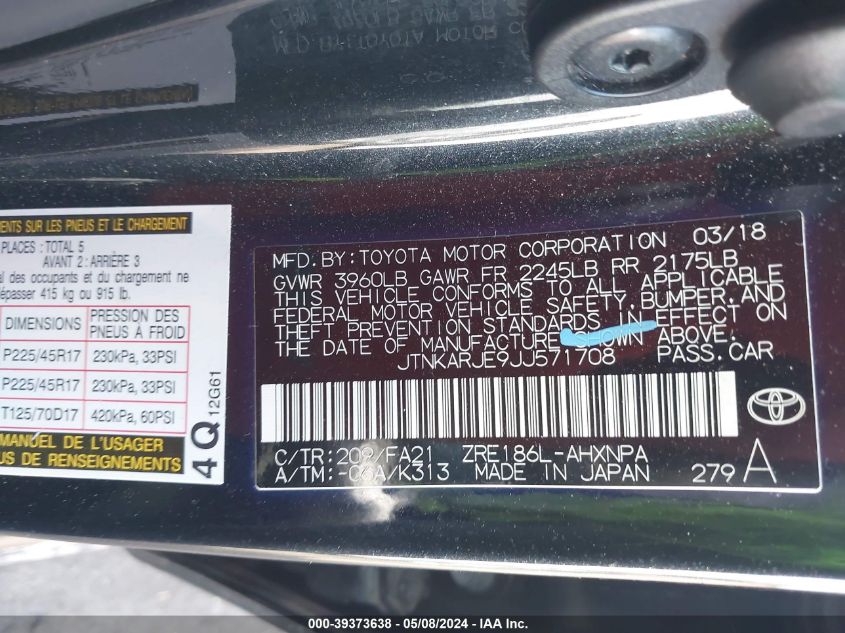 MENTS SUR LES PNEUS ET LE CHARGEMENT
PLACES : TOTAL 5
AVANT 2 : ARRIÈRE 3
al des occupants et du chargement ne
dépasser 415 kg ou 915 lb.
DIMENSIONS
PRESSION DES PNEUS À FROID
P225/45R17 230kPa, 33PSI
P225/45R17 230kPa, 33PSI
T125/70D17 420kPa, 60PSI
MANUEL DE L'USAGER
US DE RENSEIGNEMENTS
4Q 12G61
MFD.BY:TOYOTA MOTOR CORPORATION 03/18
GVWR 3960LB GAWR FR 2245LB RR 2175LB
THIS VEHICLE CONFORMS TO ALL APPLICABLE
FEDERAL MOTOR VEHICLE SAFETY,BUMPER,AND
THEFT PREVENTION STANDARDS IN EFFECT ON
THE DATE OF MANUFACTURE SHOWN ABOVE.
JTNKARJE9JJ571708 PASS.CAR
C/TR:209/FA21 ZRE186L-AHXNPA
A/TM:-06A/K313 MADE IN JAPAN 279 A
000-39373638 - 05/08/2024 - IAA Inc.